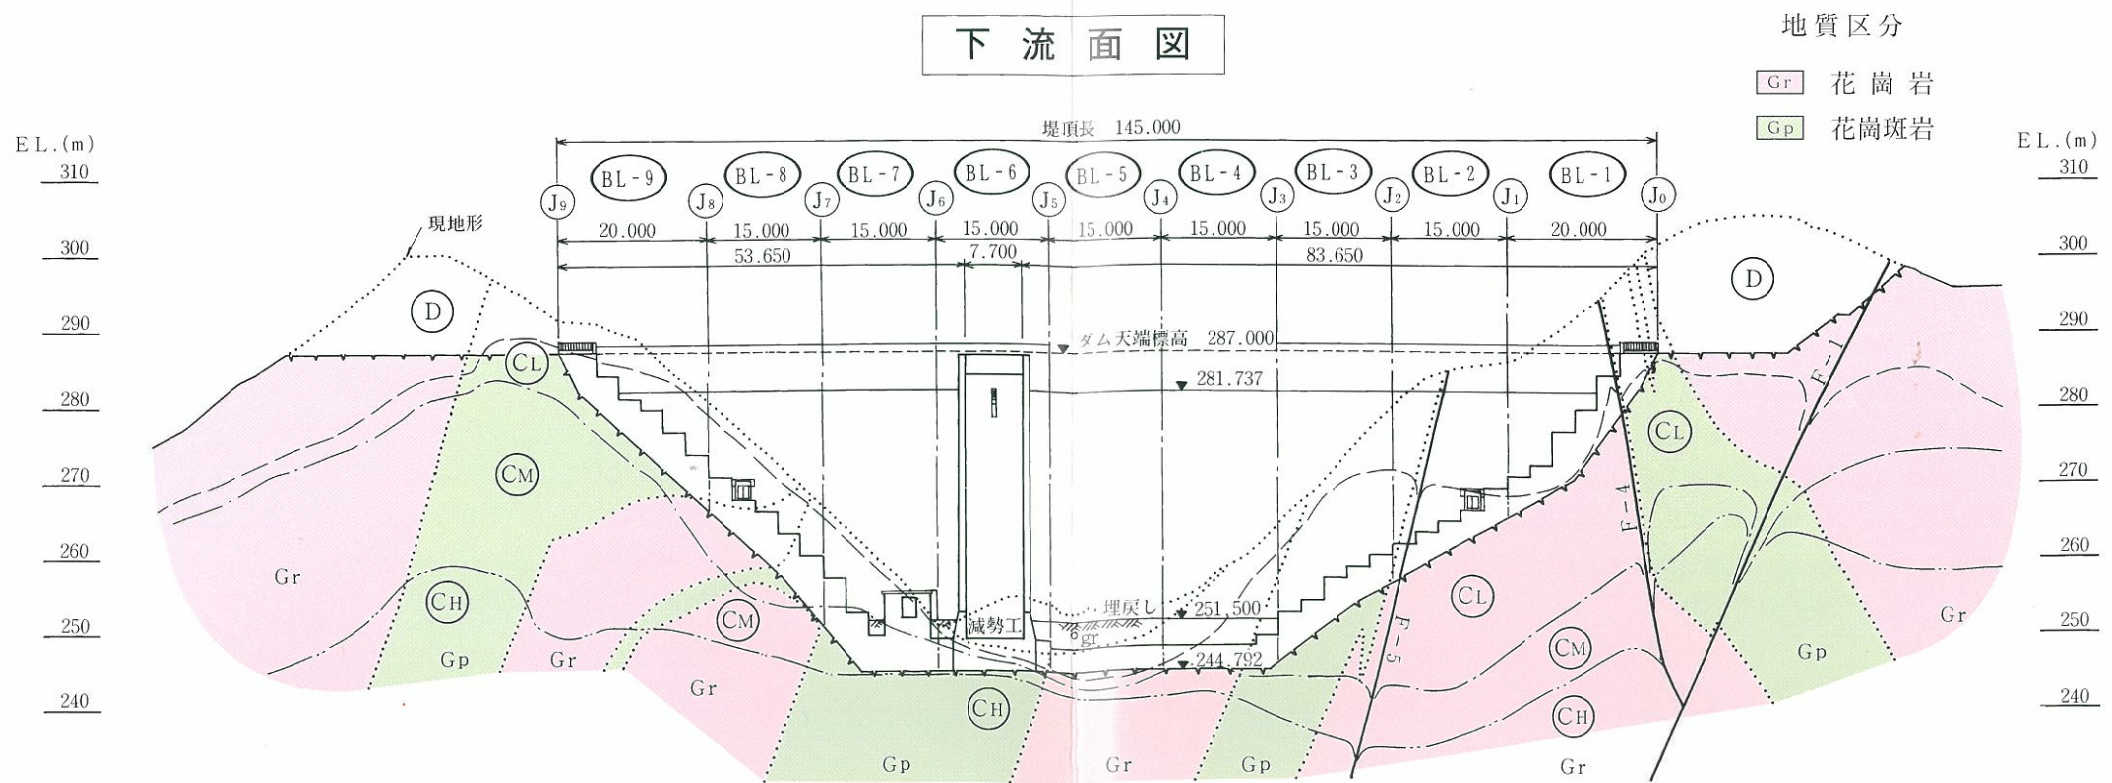 下流面図
地質区分
Gr 花崗岩
Gp 花崗斑岩
EL.(m)
310
300
290
280
270
260
250
240
EL.(m)
310
300
290
280
270
260
250
240
堤頂長 145.000
BL-9 BL-8 BL-7 BL-6 BL-5 BL-4 BL-3 BL-2 BL-1
J9 J8 J7 J6 J5 J4 J3 J2 J1 J0
20.000 15.000 15.000 15.000 15.000 15.000 15.000 15.000 20.000
53.650 7.700 83.650
現地形
D
D
ダム天端標高 287.000
281.737
CL
CM
CH
Gr
Gp
Gr
CM
Gr
埋戻し 251.500
減勢工
gr
244.792
CH
Gp
Gr
Gp
F-5
F-4
F-1
CL
CL
CM
CH
Gr
Gp
Gr